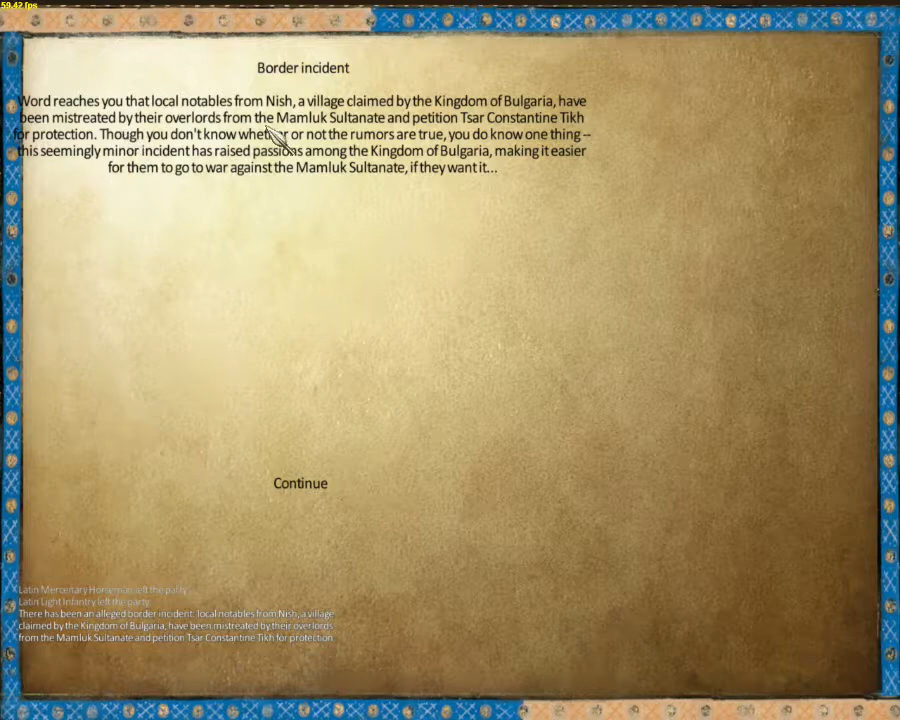 59.42 fps
Border incident
Word reaches you that local notables from Nish, a village claimed by the Kingdom of Bulgaria, have
been mistreated by their overlords from the Mamluk Sultanate and petition Tsar Constantine Tikh
for protection. Though you don't know whether or not the rumors are true, you do know one thing --
this seemingly minor incident has raised passions among the Kingdom of Bulgaria, making it easier
for them to go to war against the Mamluk Sultanate, if they want it...
Continue
Latin Mercenary Horseman left the party.
Latin Light Infantry left the party.
There has been an alleged border incident: local notables from Nish, a village
claimed by the Kingdom of Bulgaria, have been mistreated by their overlords
from the Mamluk Sultanate and petition Tsar Constantine Tikh for protection.